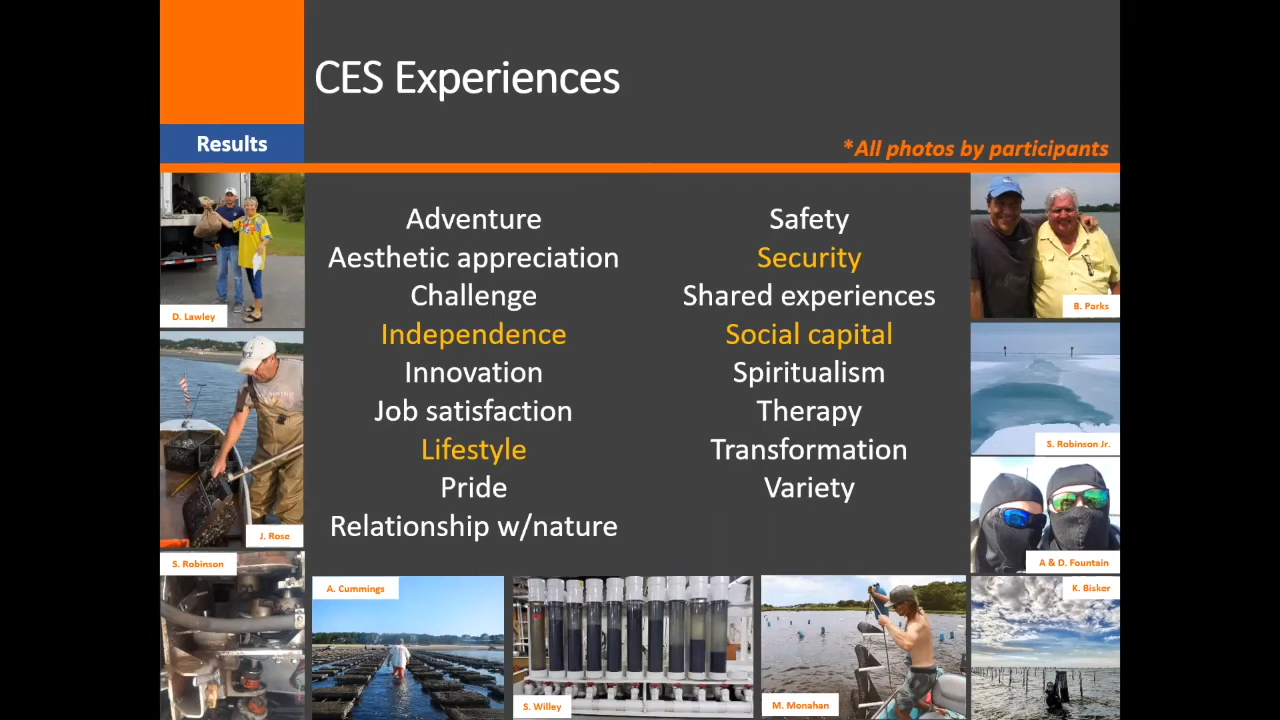 CES Experiences
Results
*All photos by participants
Adventure
Aesthetic appreciation
Challenge
Independence
Innovation
Job satisfaction
Lifestyle
Pride
Relationship w/nature
Safety
Security
Shared experiences
Social capital
Spiritualism
Therapy
Transformation
Variety
D. Lawley
J. Rose
S. Robinson
A. Cummings
S. Willey
M. Monahan
B. Parks
S. Robinson Jr.
A & D. Fountain
K. Bisker